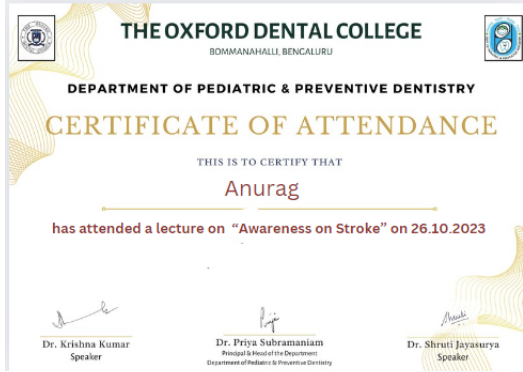 THE OXFORD DENTAL COLLEGE
BOMMANAHALLI, BENGALURU
DEPARTMENT OF PEDIATRIC & PREVENTIVE DENTISTRY
CERTIFICATE OF ATTENDANCE
THIS IS TO CERTIFY THAT
Anurag
has attended a lecture on "Awareness on Stroke" on 26.10.2023
Dr. Krishna Kumar
Speaker
Dr. Priya Subramaniam
Principal & Head of the Department
Department of Pediatric & Preventive Dentistry
Shruti
Dr. Shruti Jayasurya
Speaker